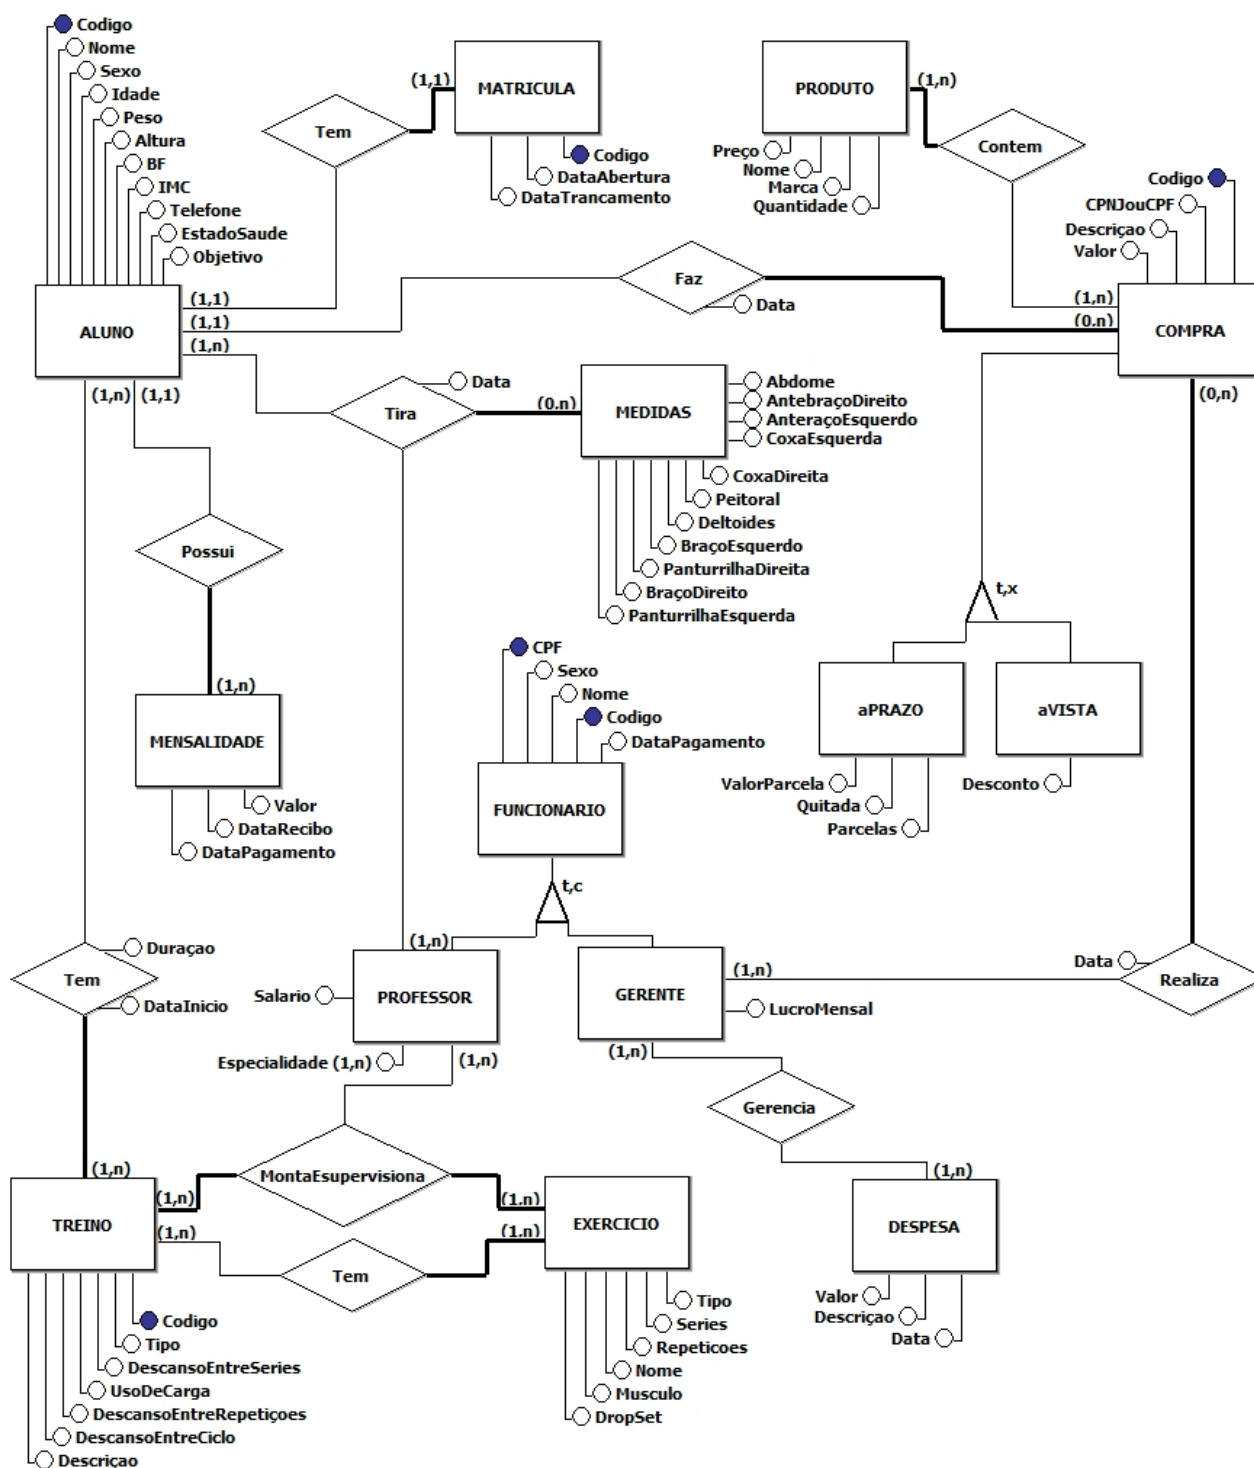 Codigo
Nome
Sexo
Idade
Peso
Altura
BF
IMC
Telefone
EstadoSaude
Objetivo
ALUNO
(1,1)
(1,1)
(1,n)
(1,n)
(1,1)
Tem
(1,1)
MATRICULA
Codigo
DataAbertura
DataTrancamento
PRODUTO
(1,n)
Preço
Nome
Marca
Quantidade
Contem
Codigo
CPNJouCPF
Descriçao
Valor
(1,n)
(0.n)
COMPRA
(0,n)
Faz
Data
Data
Tira
(0.n)
MEDIDAS
Abdome
AntebraçoDireito
AnteraçoEsquerdo
CoxaEsquerda
CoxaDireita
Peitoral
Deltoides
BraçoEsquerdo
PanturrilhaDireita
BraçoDireito
PanturrilhaEsquerda
Possui
(1,n)
MENSALIDADE
Valor
DataRecibo
DataPagamento
t,x
aPRAZO
aVISTA
ValorParcela
Quitada
Parcelas
Desconto
CPF
Sexo
Nome
Codigo
DataPagamento
FUNCIONARIO
t,c
(1,n)
PROFESSOR
Salario
Especialidade (1,n)
(1,n)
GERENTE
(1,n)
LucroMensal
(1,n)
Data
Realiza
Gerencia
(1,n)
DESPESA
Valor
Descriçao
Data
Duraçao
Tem
DataInicio
(1,n)
TREINO
(1,n)
(1,n)
MontaEsupervisiona
Tem
(1.n)
EXERCICIO
(1.n)
Tipo
Series
Repeticoes
Nome
Musculo
DropSet
Codigo
Tipo
DescansoEntreSeries
UsoDeCarga
DescansoEntreRepetiçoes
DescansoEntreCiclo
Descriçao